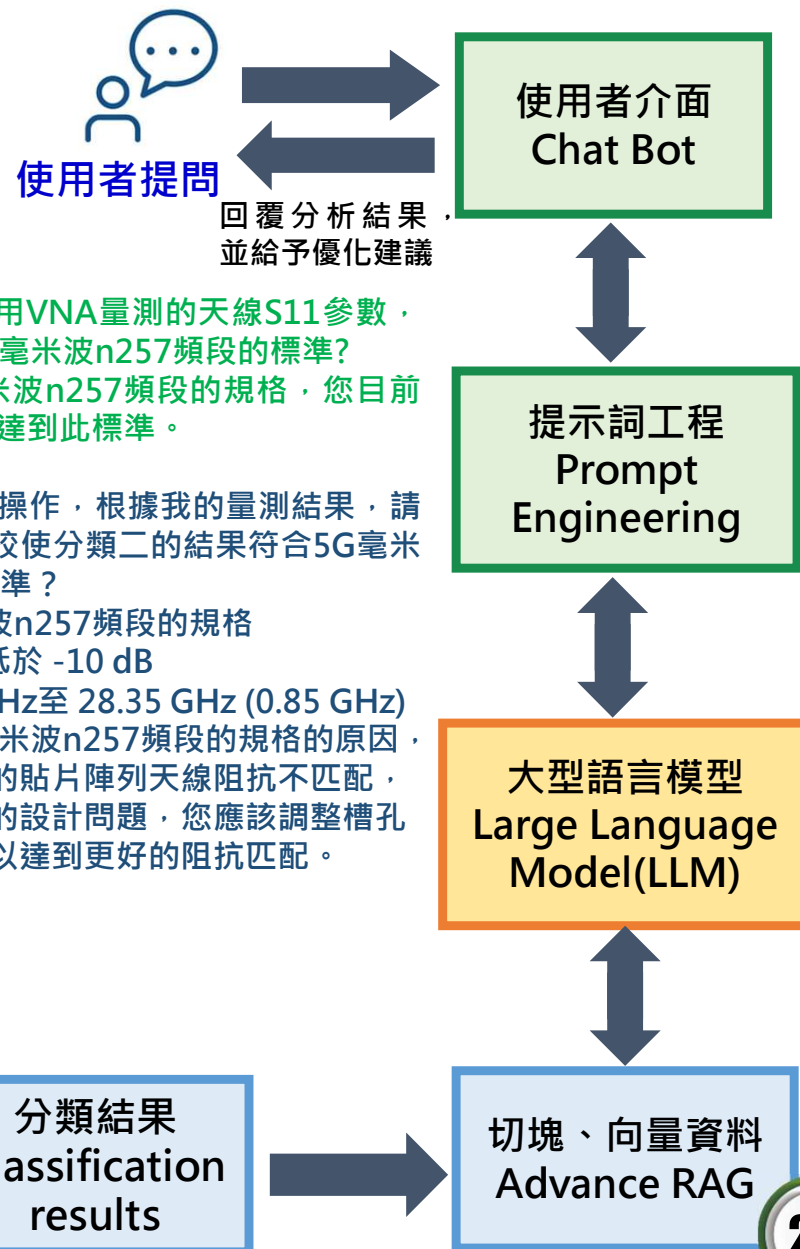 使用者介面
Chat Bot
使用者提問
回覆分析結果，
並給予優化建議
用VNA量測的天線S11參數，
毫米波n257頻段的標準?
米波n257頻段的規格，您目前
達到此標準。
提示詞工程
Prompt
Engineering
操作，根據我的量測結果，請
較使分類二的結果符合5G毫米
準？
波n257頻段的規格
低於 -10 dB
Hz至 28.35 GHz (0.85 GHz)
米波n257頻段的規格的原因，
的貼片陣列天線阻抗不匹配，
的設計問題，您應該調整槽孔
以達到更好的阻抗匹配。
大型語言模型
Large Language
Model(LLM)
分類結果
assification
results
切塊、向量資料
Advance RAG
2